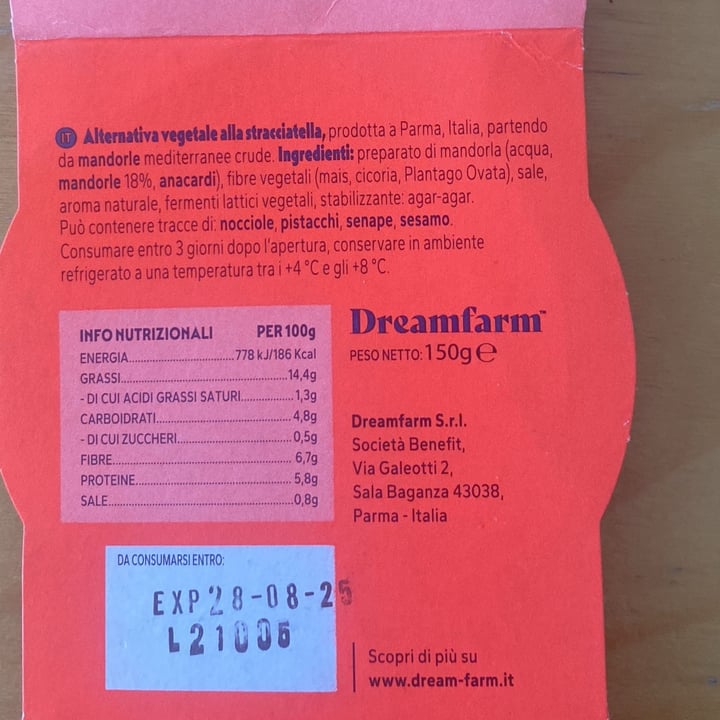 IT Alternativa vegetale alla stracciatella, prodotta a Parma, Italia, partendo
da mandorle mediterranee crude. Ingredienti: preparato di mandorla (acqua,
mandorle 18%, anacardi), fibre vegetali (mais, cicoria, Plantago Ovata), sale,
aroma naturale, fermenti lattici vegetali, stabilizzante: agar-agar.
Può contenere tracce di: nocciole, pistacchi, senape, sesamo.
Consumare entro 3 giorni dopo l'apertura, conservare in ambiente
refrigerato a una temperatura tra i +4 °C e gli +8 °C.
INFO NUTRIZIONALI PER 100g
ENERGIA 778 kJ/186 Kcal
GRASSI 14,4g
- DI CUI ACIDI GRASSI SATURI 1,3g
CARBOIDRATI 4,8g
- DI CUI ZUCCHERI 0,5g
FIBRE 6,7g
PROTEINE 5,8g
SALE 0,8g
Dreamfarm™
PESO NETTO: 150g e
Dreamfarm S.r.l.
Società Benefit,
Via Galeotti 2,
Sala Baganza 43038,
Parma - Italia
DA CONSUMARSI ENTRO:
EXP 28-08-25
L21006
Scopri di più su
www.dream-farm.it